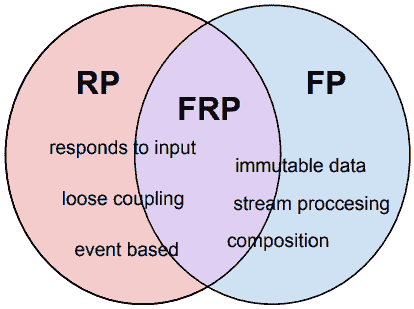 RP
FRP
FP
responds to input
loose coupling
event based
immutable data
stream proccesing
composition